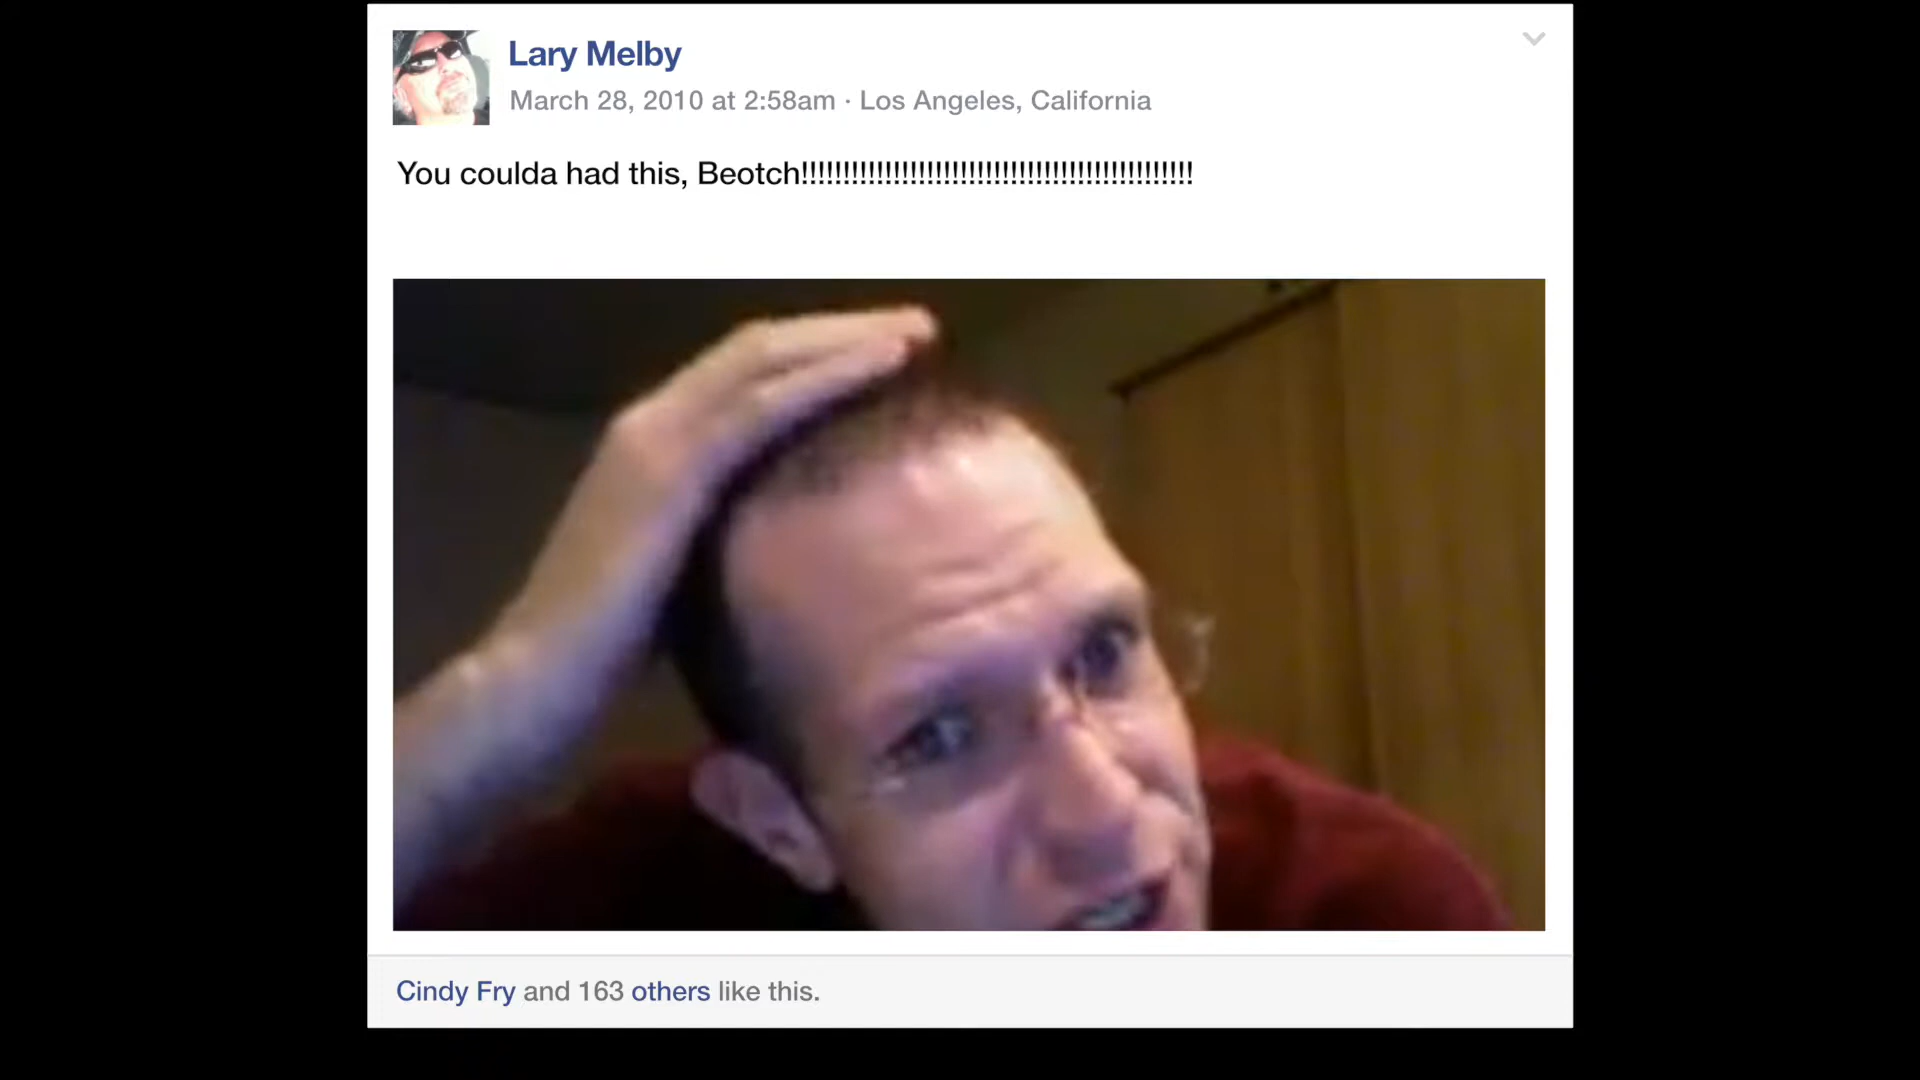 Lary Melby
March 28, 2010 at 2:58am · Los Angeles, California
You coulda had this, Beotch!!!!!!!!!!!!!!!!!!!!!!!!!!!!!!!!!!!!!!!!!!!!!!!
Cindy Fry and 163 others like this.